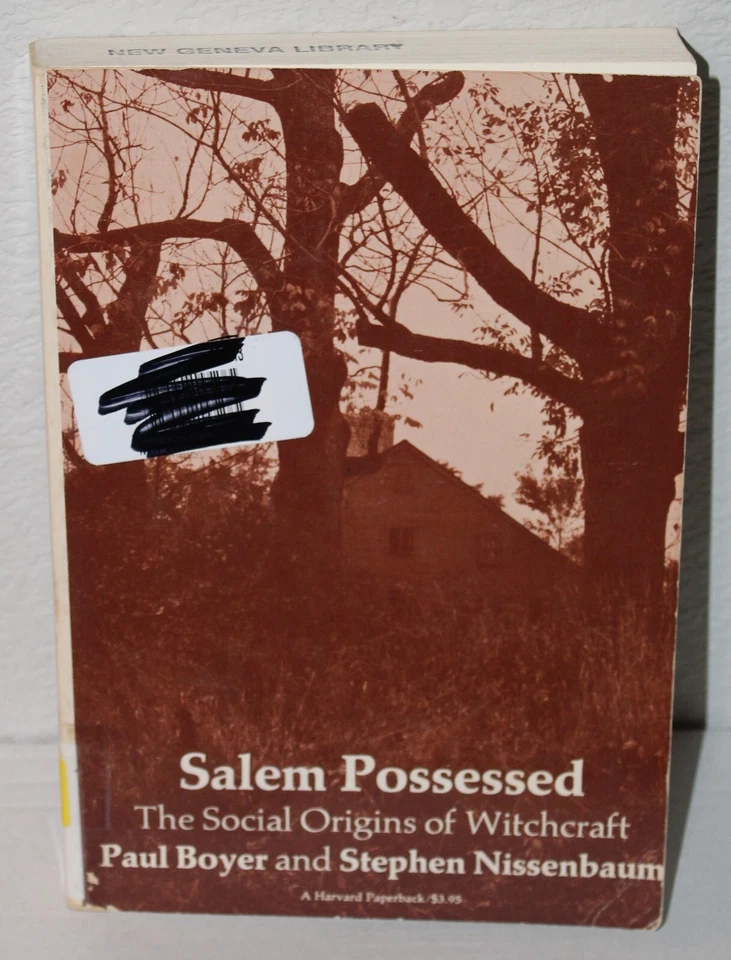 NEW GENEVA LIBRARY
Salem Possessed
The Social Origins of Witchcraft
Paul Boyer and Stephen Nissenbaum
A Harvard Paperback/$3.95